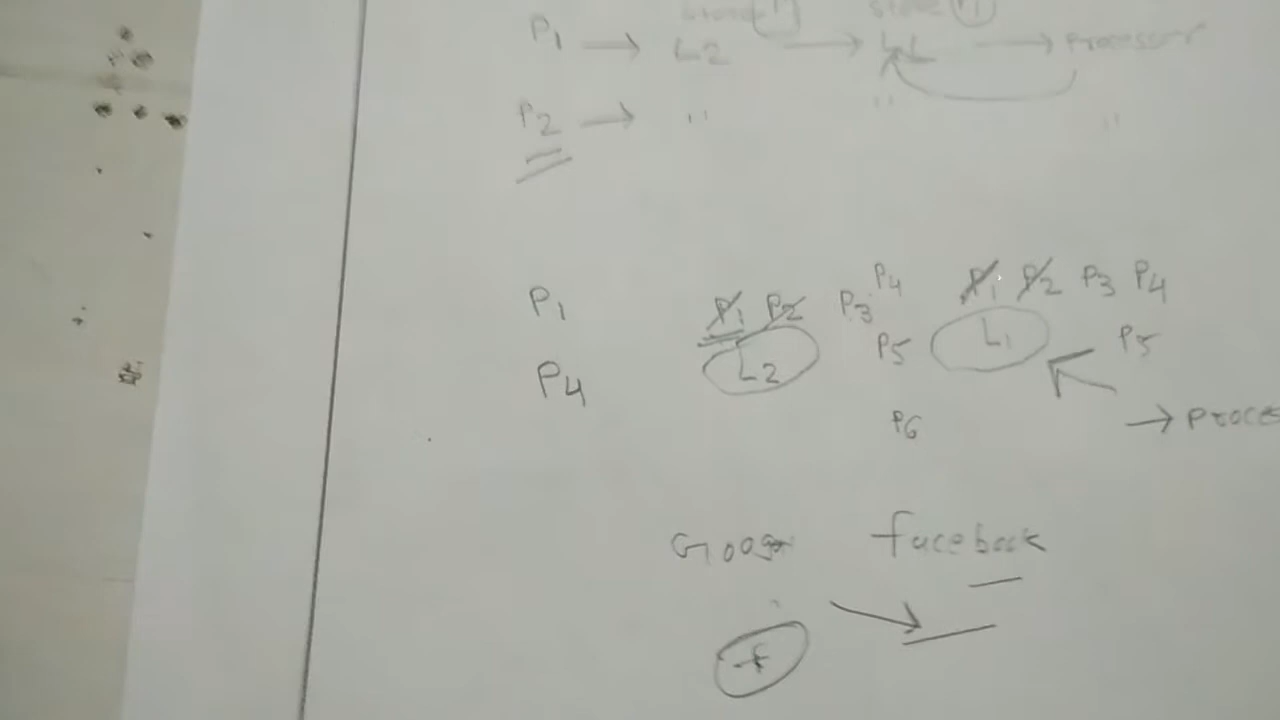 P1 → L2 → L1 → Processor
P2 → " " "
P4 P1 P2 P3 P4
P1 P1 P2 P3
L2 P5 L1 P5
P4
P6 → Proces
Goog facebook
f